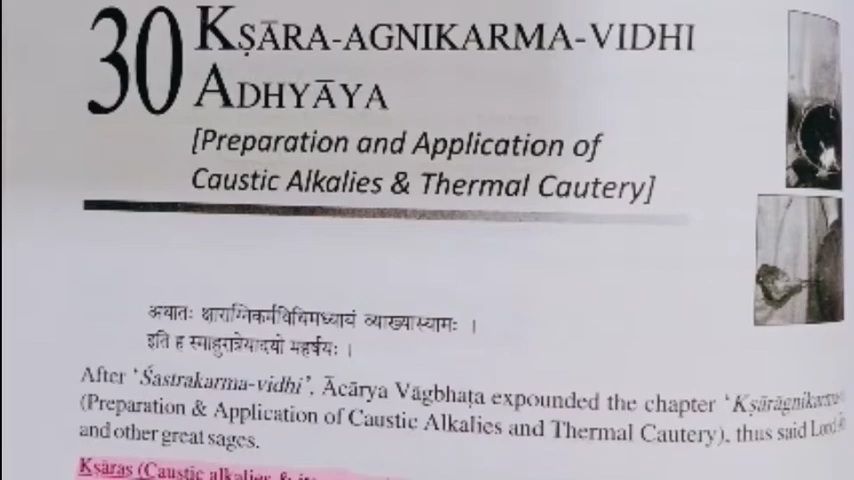 30 KṢĀRA-AGNIKARMA-VIDHI
ADHYĀYA
[Preparation and Application of
Caustic Alkalies & Thermal Cautery]
अथातः क्षाराग्निकर्मविधिमध्यायं व्याख्यास्यामः ।
इति ह स्माहुरात्रेयादयो महर्षयः ।
After 'Śastrakarma-vidhi', Ācārya Vāgbhaṭa expounded the chapter
(Preparation & Application of Caustic Alkalies and Thermal Cautery), thus said Lord
and other great sages.
Kṣāras (Caustic alkalies &